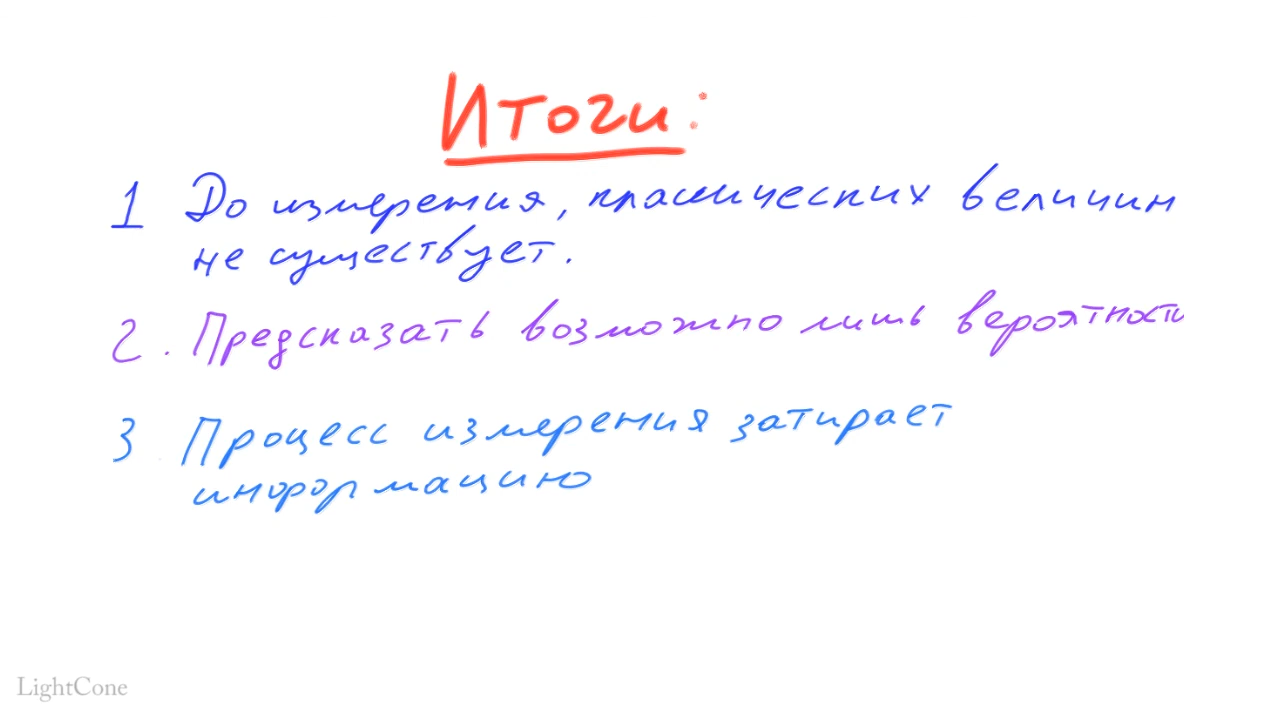 Итоги:
1 До измерения, классических величин
не существует.
2. Предсказать возможно лишь вероятности
3 Процесс измерения затирает
информацию
LightCone